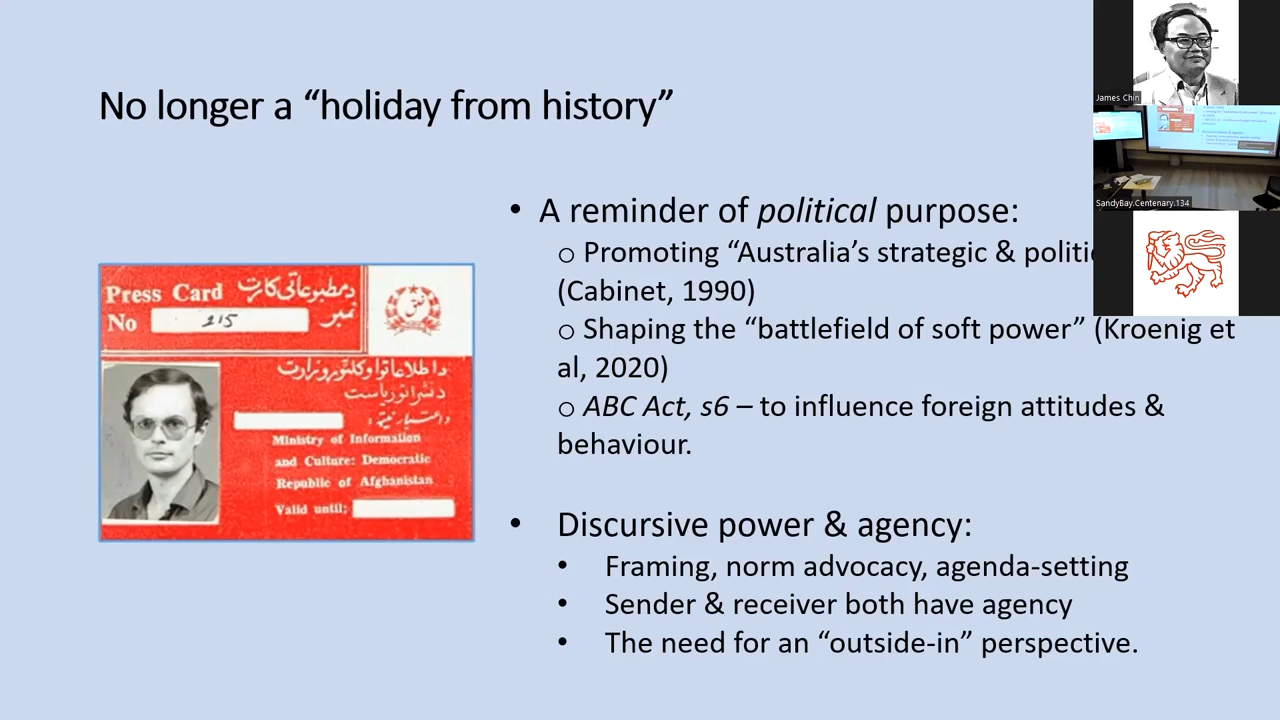 No longer a “holiday from history”
Press Card دمطبوعاتی کارت
No 215 نمبر
Ministry of Information
and Culture: Democratic
Republic of Afghanistan
Valid until;
• A reminder of political purpose:
o Promoting “Australia’s strategic &
(Cabinet, 1990)
o Shaping the “battlefield of soft power” (Kroenig et
al, 2020)
o ABC Act, s6 – to influence foreign attitudes &
behaviour.
• Discursive power & agency:
• Framing, norm advocacy, agenda-setting
• Sender & receiver both have agency
• The need for an “outside-in” perspective.
James Chin
SandyBay.Centenary.134